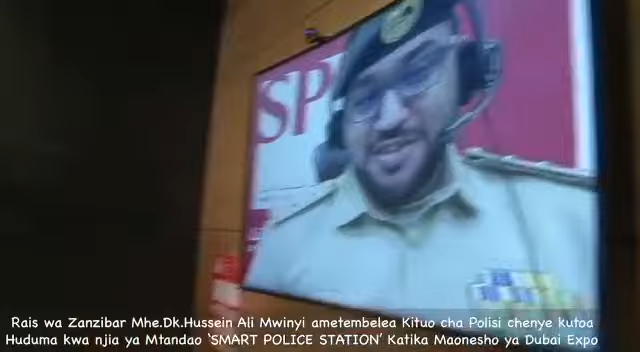 SP
Rais wa Zanzibar Mhe.Dk.Hussein Ali Mwinyi ametembelea Kituo cha Polisi chenye kutoa
Huduma kwa njia ya Mtandao ‘SMART POLICE STATION’ Katika Maonesho ya Dubai Expo